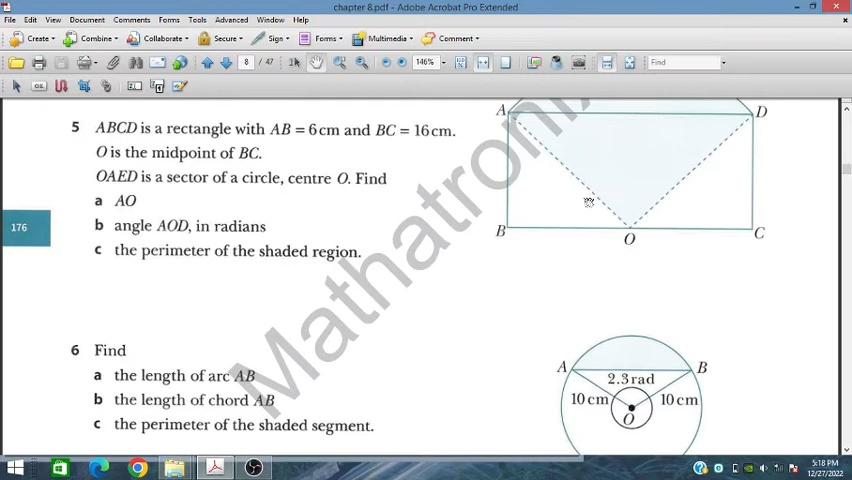 chapter 8.pdf - Adobe Acrobat Pro Extended
File Edit View Document Comments Forms Tools Advanced Window Help
Create Combine Collaborate Secure Sign Forms Multimedia Comment
8 / 47 146% Find
A D
5 ABCD is a rectangle with AB = 6 cm and BC = 16 cm.
O is the midpoint of BC.
OAED is a sector of a circle, centre O. Find
a AO
176
b angle AOD, in radians
B O C
c the perimeter of the shaded region.
Mathatronix
6 Find
A B
a the length of arc AB
2.3 rad
b the length of chord AB
10 cm 10 cm
O
c the perimeter of the shaded segment.
5:18 PM
12/27/2022